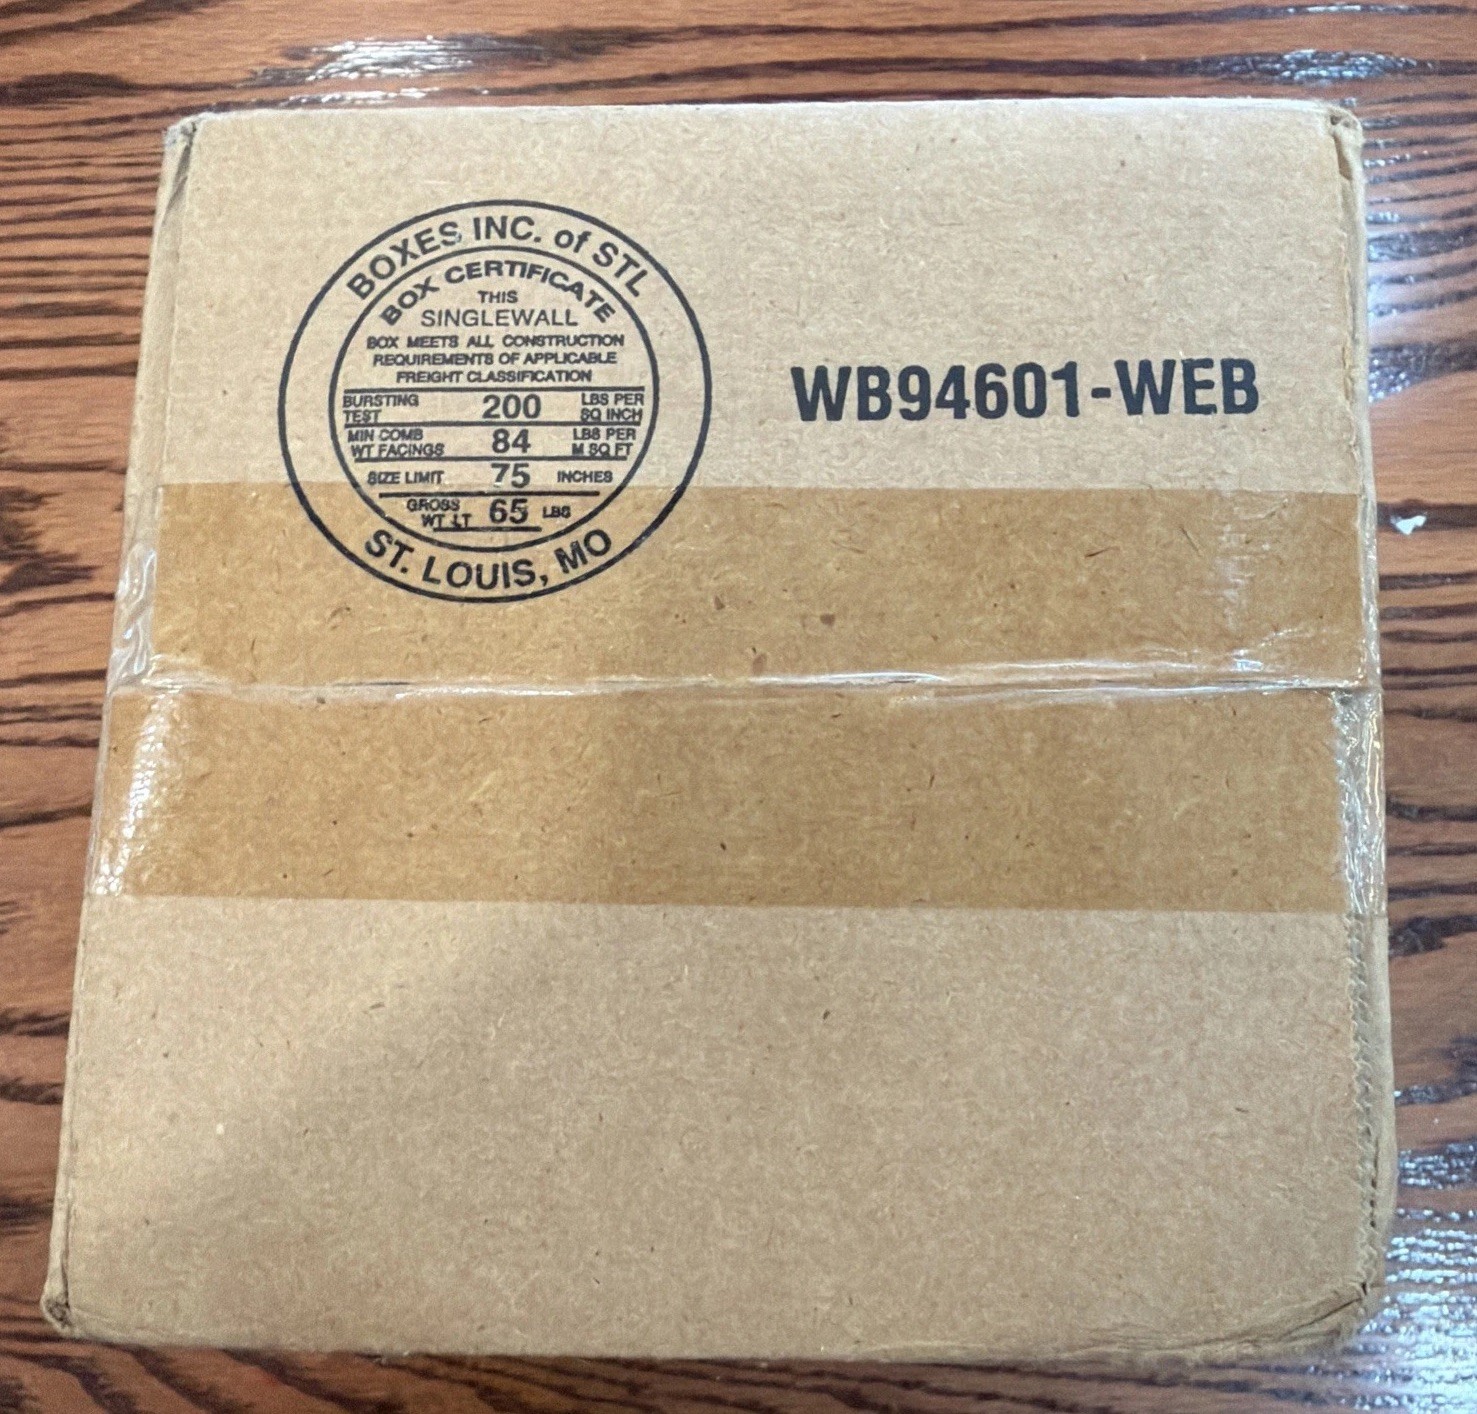 BOXES INC. of STL
BOX CERTIFICATE
THIS
SINGLEWALL
BOX MEETS ALL CONSTRUCTION
REQUIREMENTS OF APPLICABLE
FREIGHT CLASSIFICATION
BURSTING TEST 200 LBS PER SQ INCH
MIN COMB WT FACINGS 84 LBS PER M SQ FT
SIZE LIMIT 75 INCHES
GROSS WT LT 65 LBS
ST. LOUIS, MO
WB94601-WEB